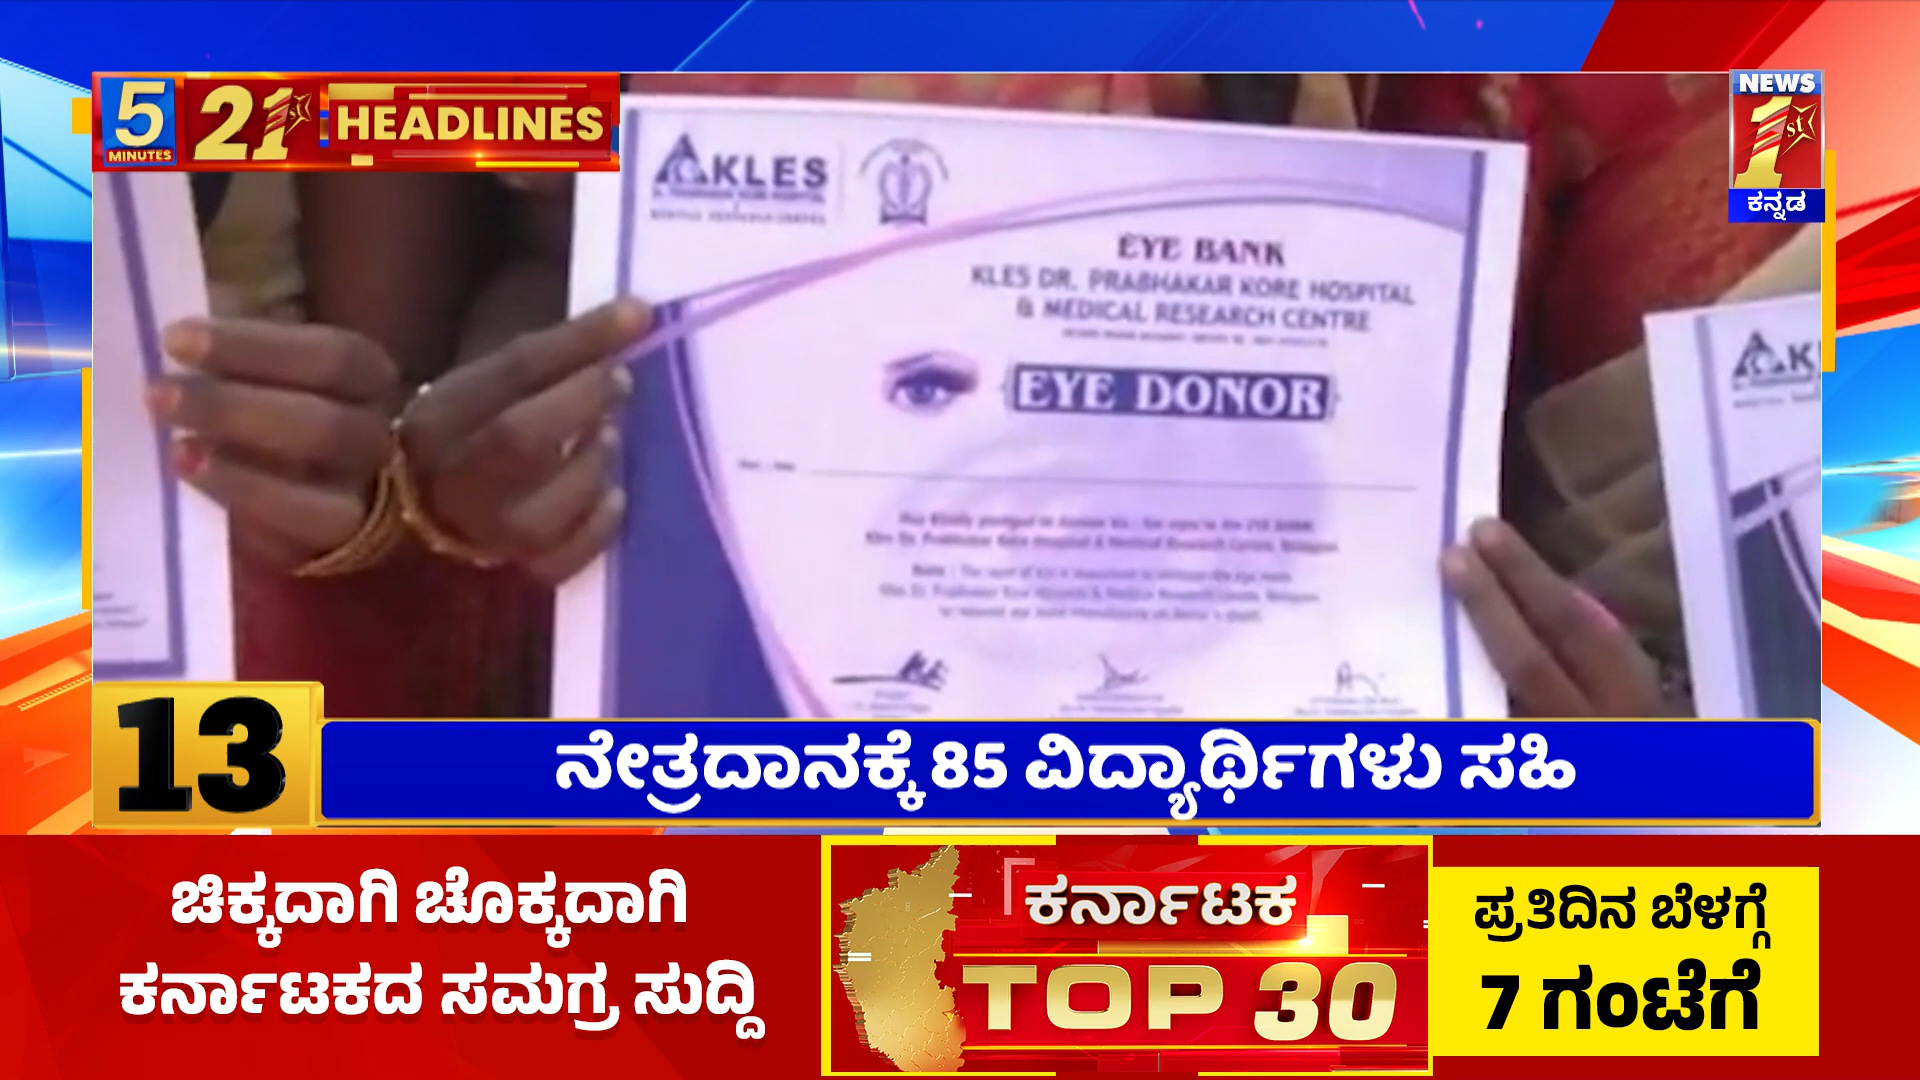 5
MINUTES
21st
HEADLINES
NEWS
1st
ಕನ್ನಡ
KLES
EYE BANK
KLES DR. PRABHAKAR KORE HOSPITAL
& MEDICAL RESEARCH CENTRE
EYE DONOR
13
ನೇತ್ರದಾನಕ್ಕೆ 85 ವಿದ್ಯಾರ್ಥಿಗಳು ಸಹಿ
ಚಿಕ್ಕದಾಗಿ ಚೊಕ್ಕದಾಗಿ
ಕರ್ನಾಟಕದ ಸಮಗ್ರ ಸುದ್ದಿ
ಕರ್ನಾಟಕ
TOP 30
ಪ್ರತಿದಿನ ಬೆಳಗ್ಗೆ
7 ಗಂಟೆಗೆ